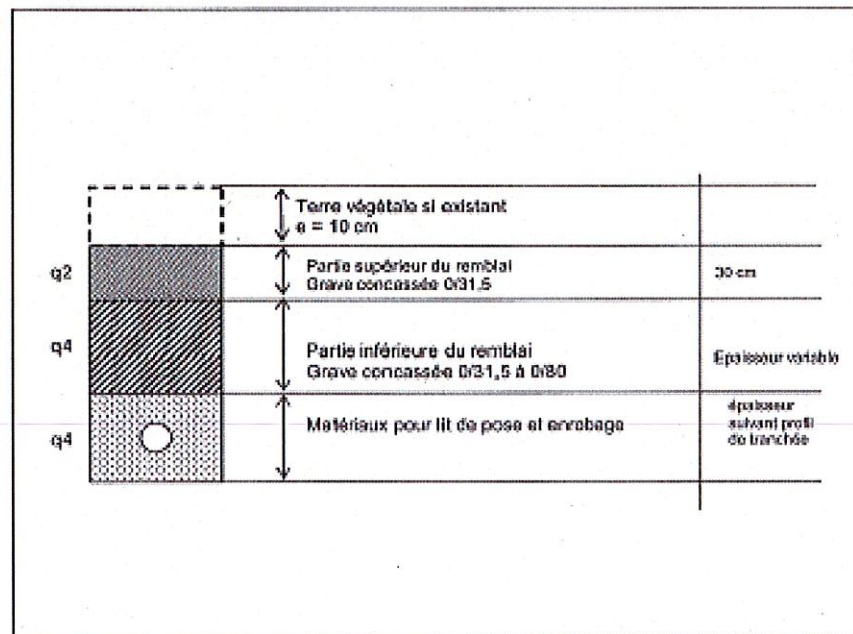 Terre végétale si existant
e = 10 cm
q2
Partie supérieur du remblai
Grave concassée 0/31,5
30 cm
q4
Partie inférieure du remblai
Grave concassée 0/31,5 à 0/80
Epaisseur variable
q4
Matériaux pour lit de pose et enrobage
épaisseur
suivant profil
de tranchée